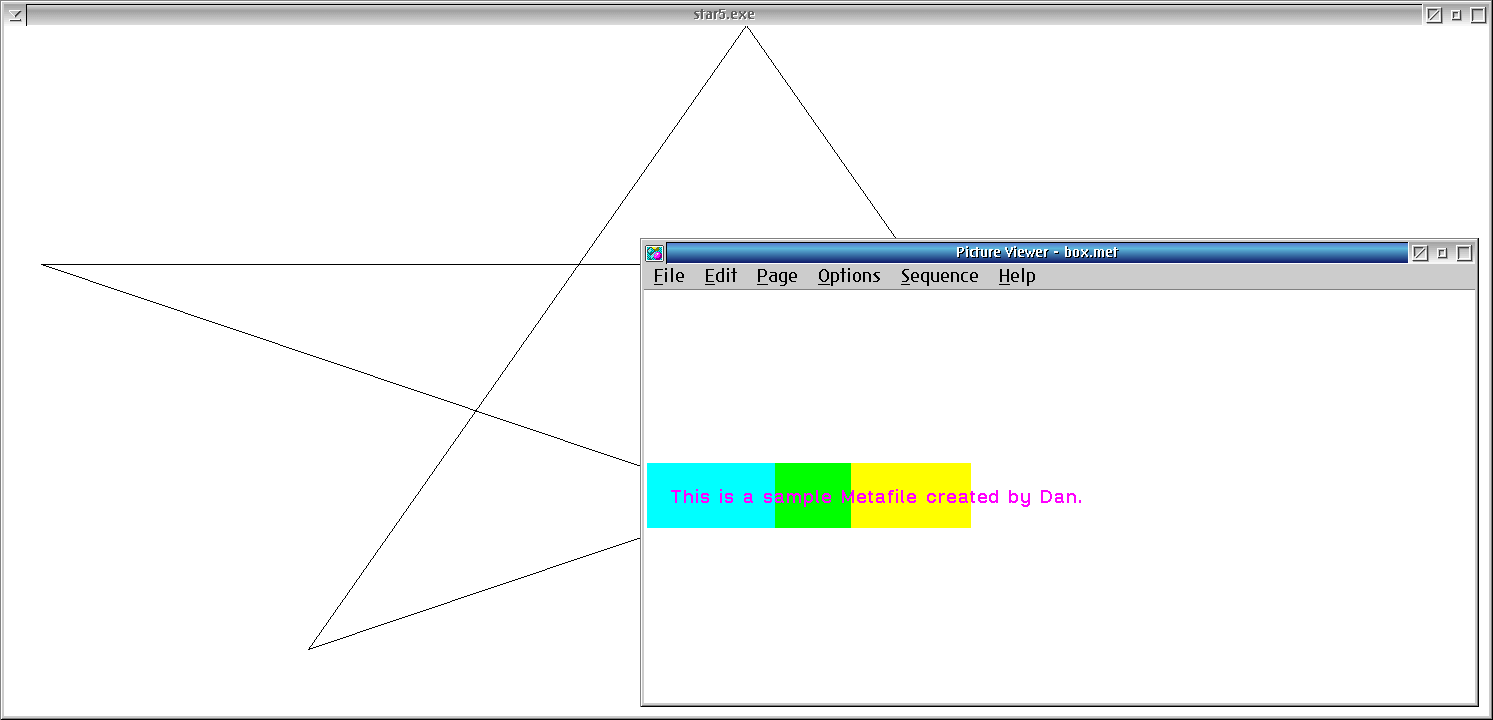 star5.exe
Picture Viewer - box.met
File Edit Page Options Sequence Help
This is a sample Metafile created by Dan.